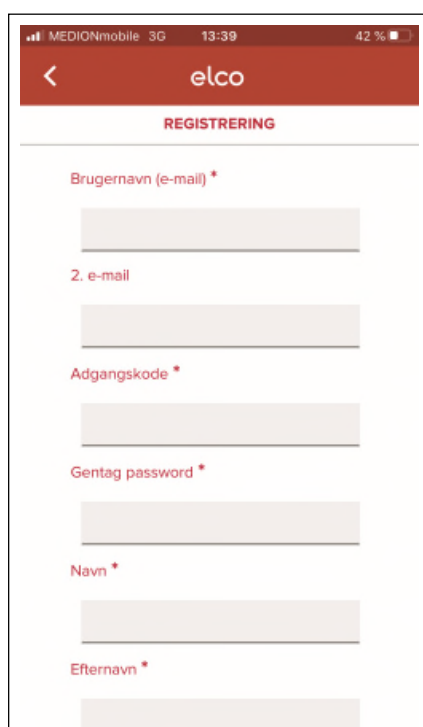 MEDIONmobile 3G 13:39 42 %
elco
REGISTRERING
Brugernavn (e-mail) *
2. e-mail
Adgangskode *
Gentag password *
Navn *
Efternavn *